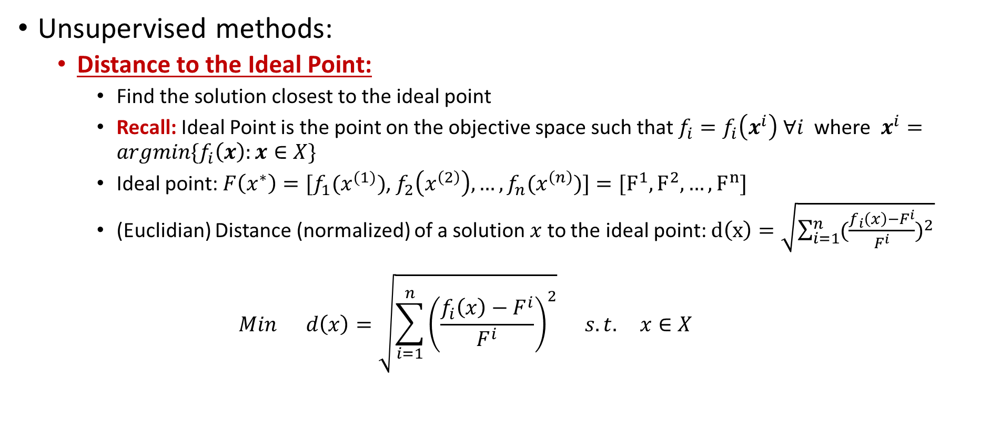 • Unsupervised methods:
• Distance to the Ideal Point:
• Find the solution closest to the ideal point
• Recall: Ideal Point is the point on the objective space such that $f_i = f_i(\boldsymbol{x}^i)\ \forall i$ where $\boldsymbol{x}^i =$
$argmin\{f_i(\boldsymbol{x}): \boldsymbol{x} \in X\}$
• Ideal point: $F(x^*) = [f_1(x^{(1)}), f_2(x^{(2)}), \ldots, f_n(x^{(n)})] = [\mathrm{F}^1, \mathrm{F}^2, \ldots, \mathrm{F}^{\mathrm{n}}]$
• (Euclidian) Distance (normalized) of a solution $x$ to the ideal point: $\mathrm{d}(\mathrm{x}) = \sqrt{\sum_{i=1}^{n} (\frac{f_i(x) - F^i}{F^i})^2}$
$Min \quad d(x) = \sqrt{\sum_{i=1}^{n} \left(\frac{f_i(x) - F^i}{F^i}\right)^2} \quad s.t. \quad x \in X$